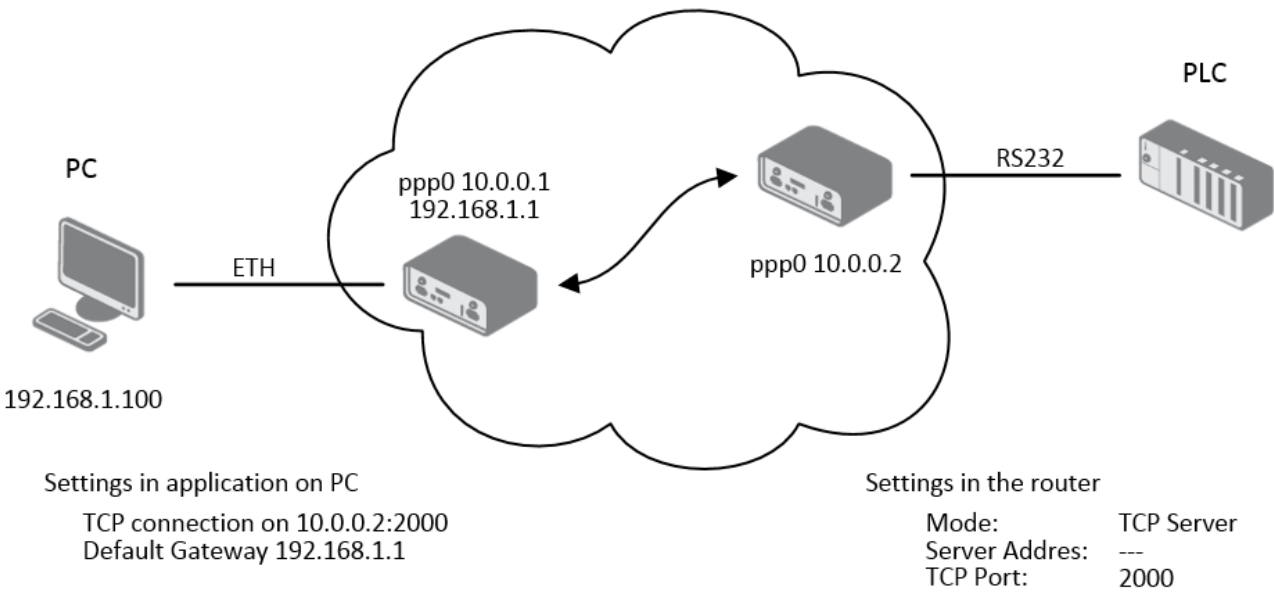 PC
192.168.1.100
ETH
ppp0 10.0.0.1
192.168.1.1
ppp0 10.0.0.2
RS232
PLC
Settings in application on PC
TCP connection on 10.0.0.2:2000
Default Gateway 192.168.1.1
Settings in the router
Mode: TCP Server
Server Addres: ---
TCP Port: 2000